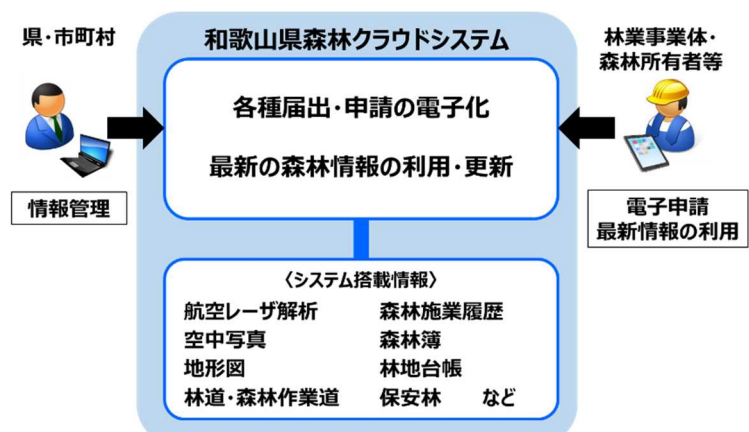 県・市町村
和歌山県森林クラウドシステム
林業事業体・
森林所有者等
各種届出・申請の電子化
最新の森林情報の利用・更新
情報管理
電子申請
最新情報の利用
〈システム搭載情報〉
航空レーザ解析 森林施業履歴
空中写真 森林簿
地形図 林地台帳
林道・森林作業道 保安林 など